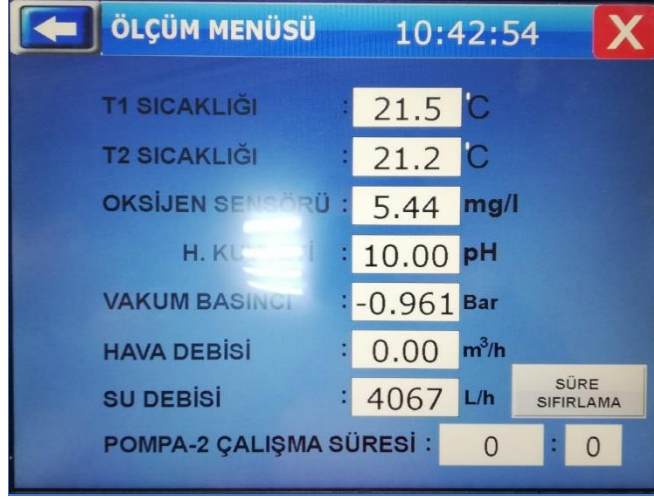 ÖLÇÜM MENÜSÜ 10:42:54 X
T1 SICAKLIĞI : 21.5 °C
T2 SICAKLIĞI : 21.2 °C
OKSİJEN SENSÖRÜ : 5.44 mg/l
H. : 10.00 pH
VAKUM BASINCI : -0.961 Bar
HAVA DEBİSİ : 0.00 m³/h
SU DEBİSİ : 4067 L/h
SÜRE
SIFIRLAMA
POMPA-2 ÇALIŞMA SÜRESİ : 0 : 0